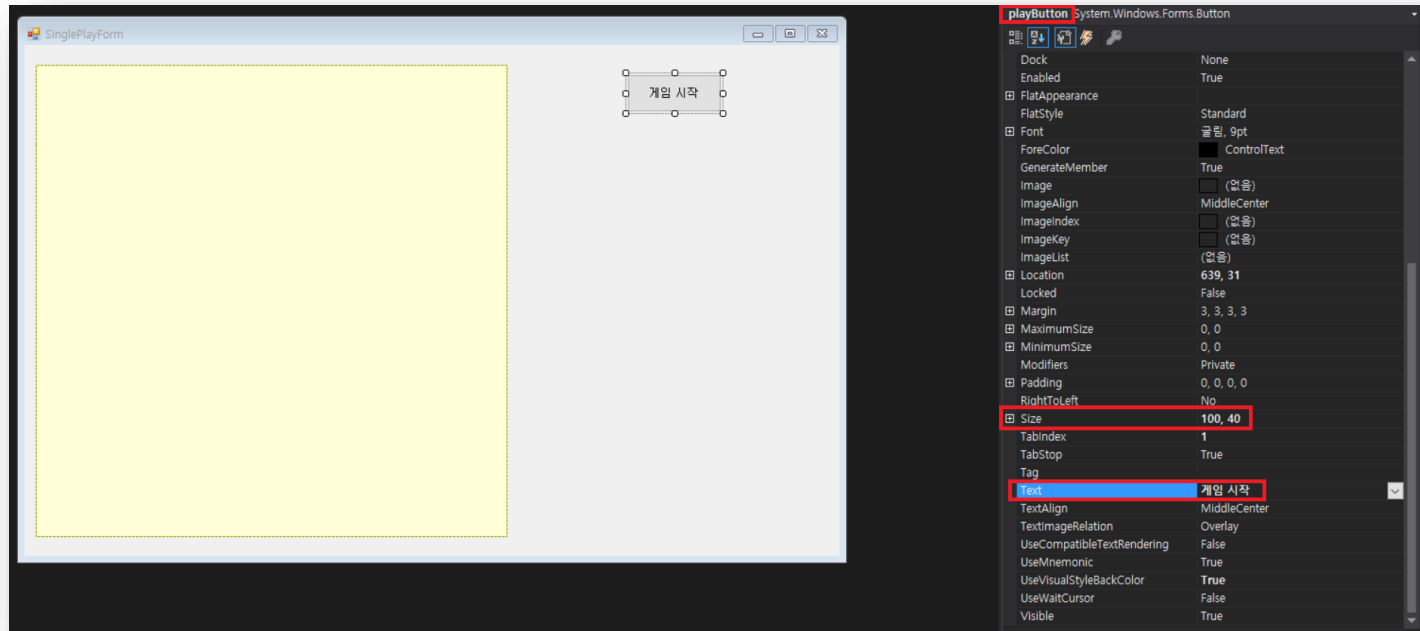 SinglePlayForm
게임 시작
playButton System.Windows.Forms.Button
Dock None
Enabled True
FlatAppearance
FlatStyle Standard
Font 굴림, 9pt
ForeColor ControlText
GenerateMember True
Image (없음)
ImageAlign MiddleCenter
ImageIndex (없음)
ImageKey (없음)
ImageList (없음)
Location 639, 31
Locked False
Margin 3, 3, 3, 3
MaximumSize 0, 0
MinimumSize 0, 0
Modifiers Private
Padding 0, 0, 0, 0
RightToLeft No
Size 100, 40
TabIndex 1
TabStop True
Tag
Text 게임 시작
TextAlign MiddleCenter
TextImageRelation Overlay
UseCompatibleTextRendering False
UseMnemonic True
UseVisualStyleBackColor True
UseWaitCursor False
Visible True